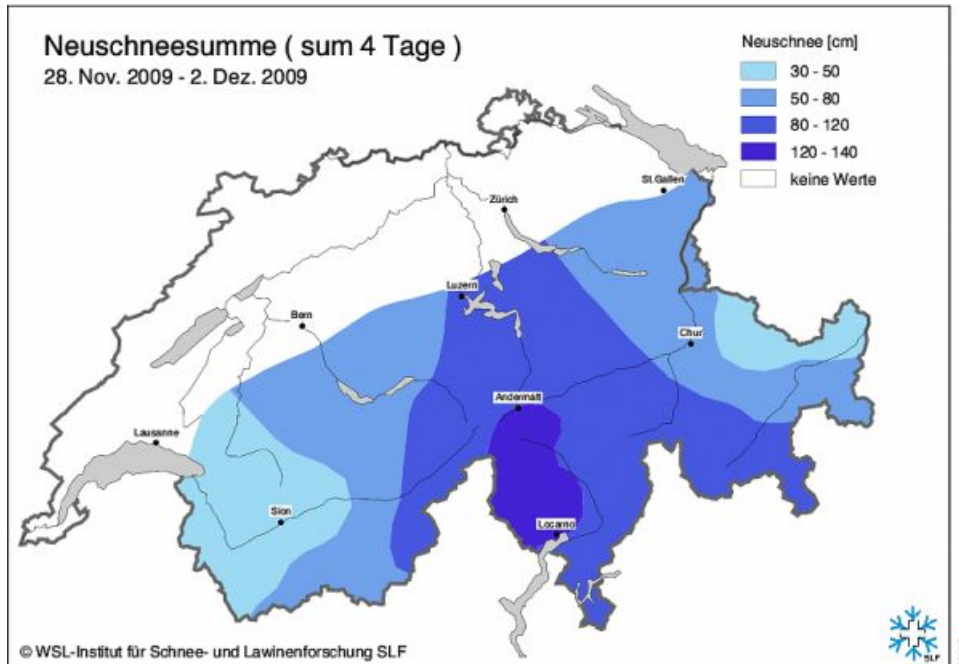 Neuschneesumme ( sum 4 Tage )
28. Nov. 2009 - 2. Dez. 2009
Neuschnee [cm]
30 - 50
50 - 80
80 - 120
120 - 140
keine Werte
St.Gallen
Zürich
Luzern
Bern
Chur
Andermatt
Lausanne
Sion
Locarno
© WSL-Institut für Schnee- und Lawinenforschung SLF
SLF